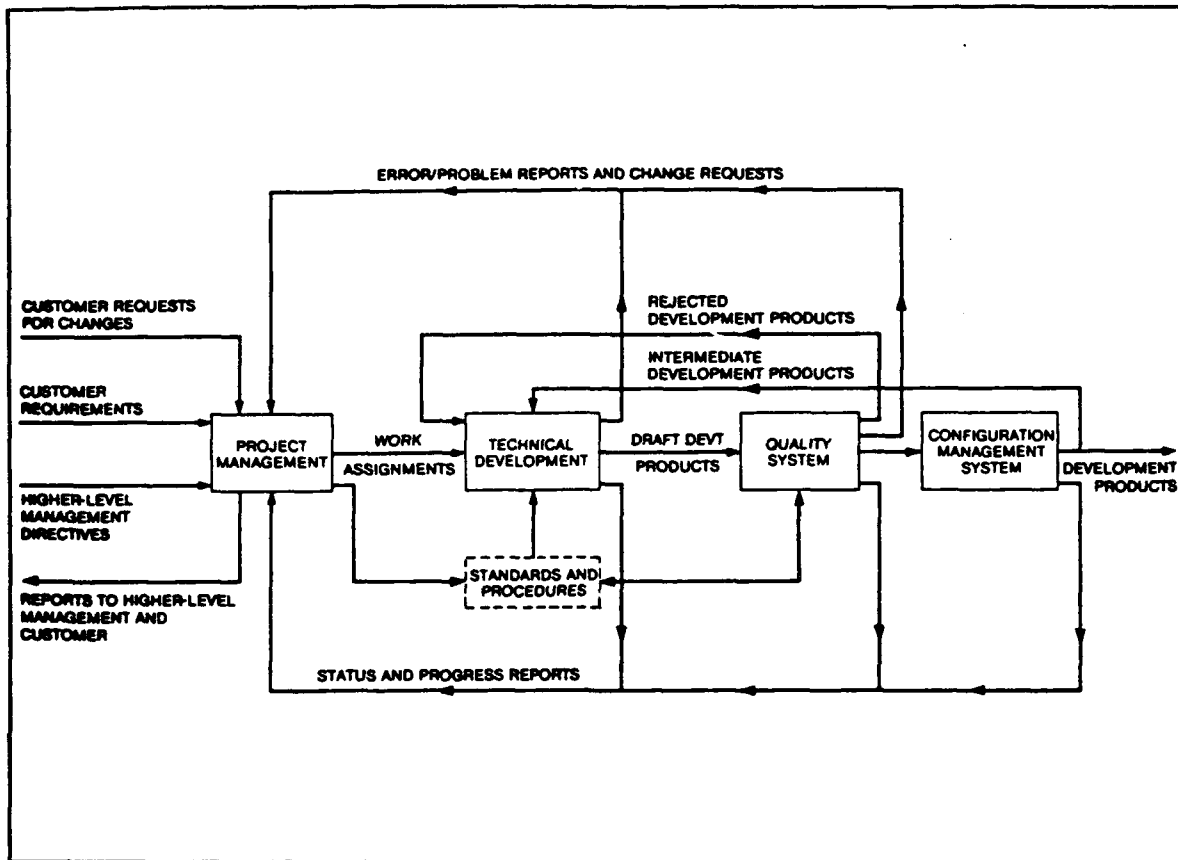 ERROR/PROBLEM REPORTS AND CHANGE REQUESTS
CUSTOMER REQUESTS
FOR CHANGES
REJECTED
DEVELOPMENT PRODUCTS
INTERMEDIATE
DEVELOPMENT PRODUCTS
CUSTOMER
REQUIREMENTS
PROJECT
MANAGEMENT
WORK
ASSIGNMENTS
TECHNICAL
DEVELOPMENT
DRAFT DEVT
PRODUCTS
QUALITY
SYSTEM
CONFIGURATION
MANAGEMENT
SYSTEM
DEVELOPMENT
PRODUCTS
HIGHER-LEVEL
MANAGEMENT
DIRECTIVES
STANDARDS AND
PROCEDURES
REPORTS TO HIGHER-LEVEL
MANAGEMENT AND
CUSTOMER
STATUS AND PROGRESS REPORTS